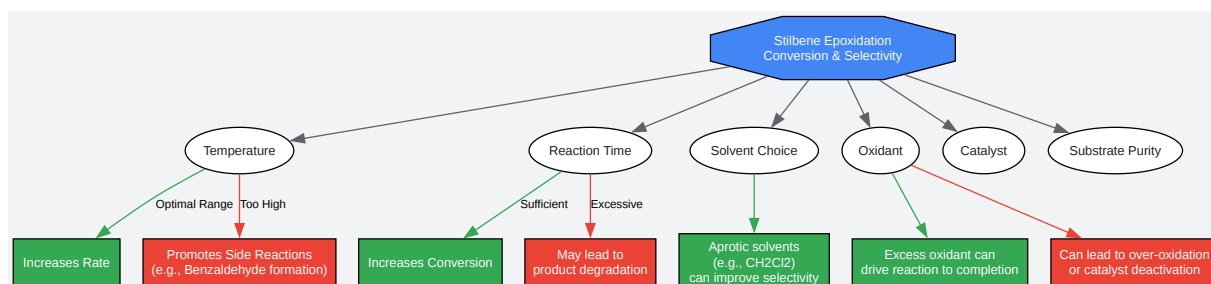 Stilbene Epoxidation
Conversion & Selectivity
Temperature
Reaction Time
Solvent Choice
Oxidant
Catalyst
Substrate Purity
Optimal Range
Too High
Sufficient
Excessive
Increases Rate
Promotes Side Reactions
(e.g., Benzaldehyde formation)
Increases Conversion
May lead to
product degradation
Aprotic solvents
(e.g., CH2Cl2)
can improve selectivity
Excess oxidant can
drive reaction to completion
Can lead to over-oxidation
or catalyst deactivation